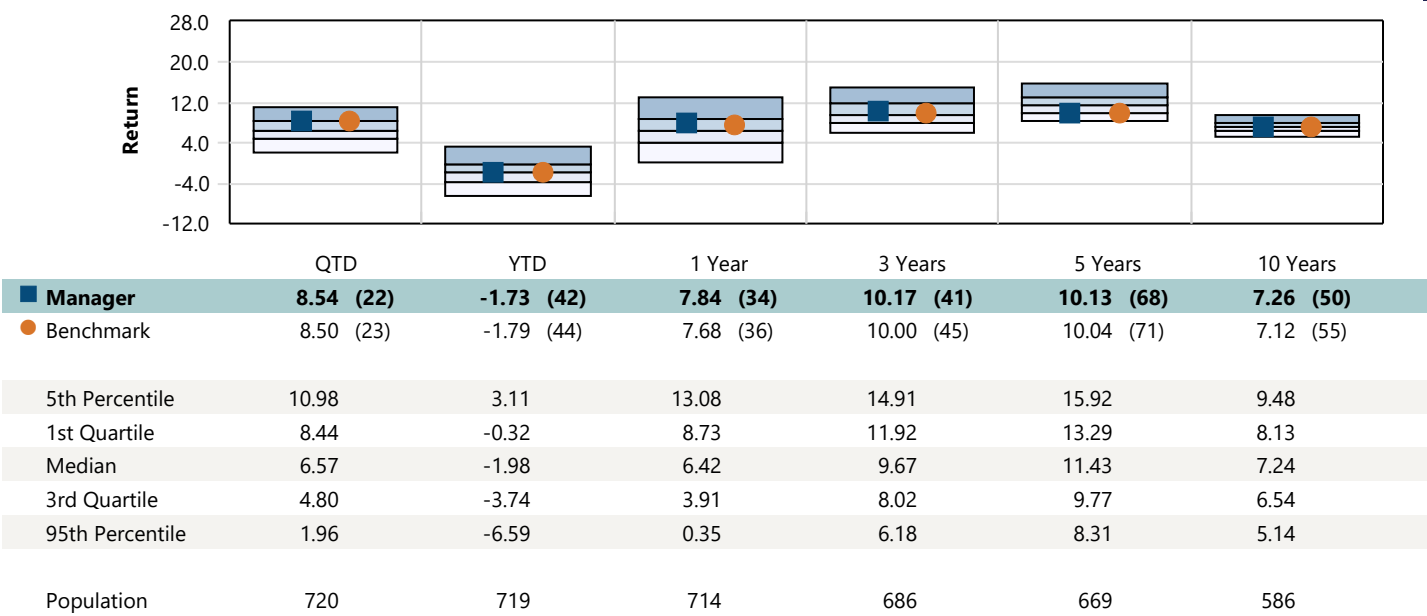 28.0
20.0
12.0
4.0
-4.0
-12.0
Return
QTD YTD 1 Year 3 Years 5 Years 10 Years
Manager 8.54 (22) -1.73 (42) 7.84 (34) 10.17 (41) 10.13 (68) 7.26 (50)
Benchmark 8.50 (23) -1.79 (44) 7.68 (36) 10.00 (45) 10.04 (71) 7.12 (55)
5th Percentile 10.98 3.11 13.08 14.91 15.92 9.48
1st Quartile 8.44 -0.32 8.73 11.92 13.29 8.13
Median 6.57 -1.98 6.42 9.67 11.43 7.24
3rd Quartile 4.80 -3.74 3.91 8.02 9.77 6.54
95th Percentile 1.96 -6.59 0.35 6.18 8.31 5.14
Population 720 719 714 686 669 586